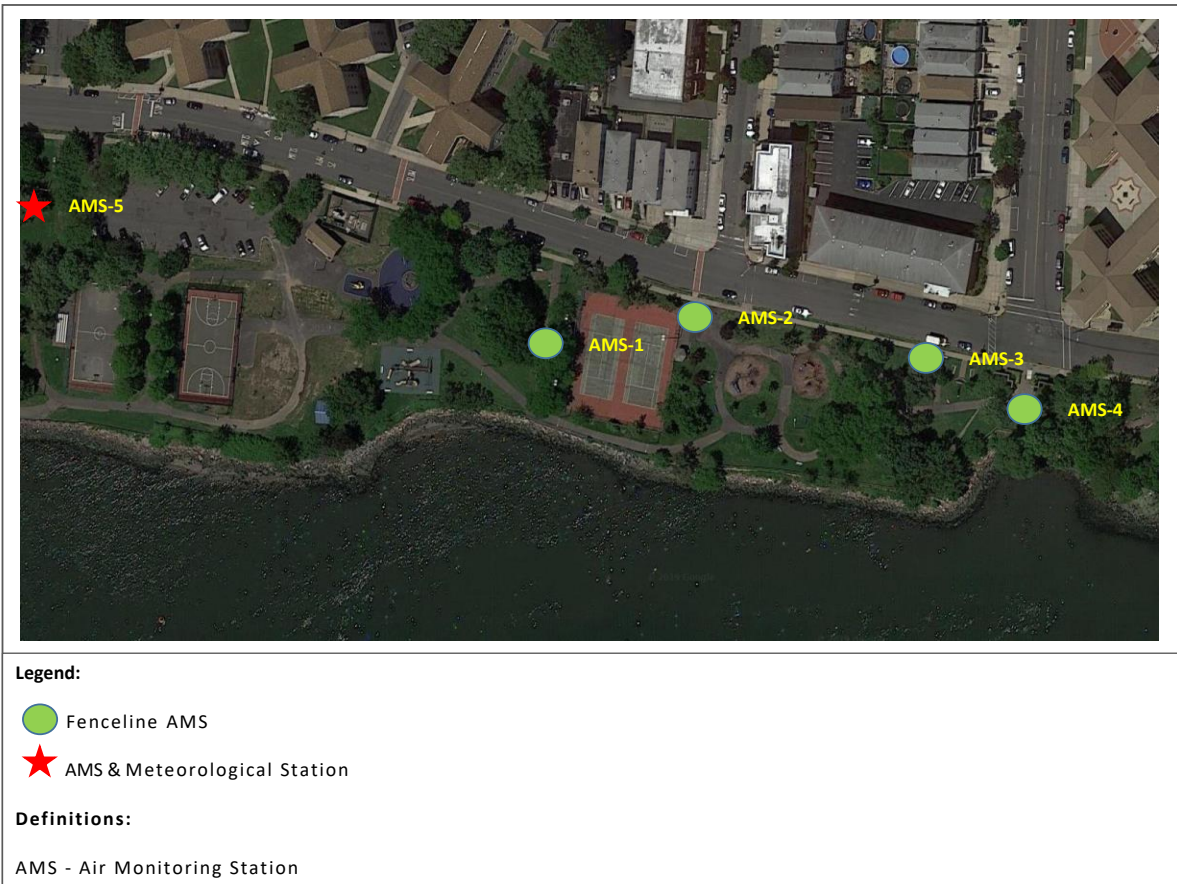 AMS-5
AMS-2
AMS-1
AMS-3
AMS-4
Legend:
Fenceline AMS
AMS & Meteorological Station
Definitions:
AMS - Air Monitoring Station